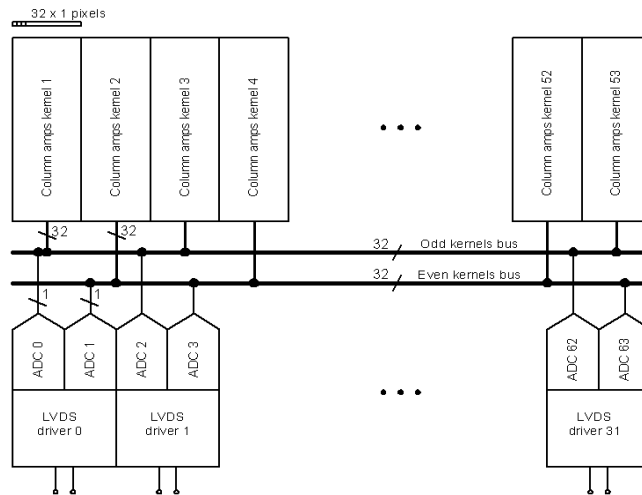 32 x 1 pixels
Column amps kernel 1
Column amps kernel 2
Column amps kernel 3
Column amps kernel 4
Column amps kernel 52
Column amps kernel 53
32
32
32
Odd kernels bus
32
Even kernels bus
1
1
ADC 0
ADC 1
ADC 2
ADC 3
ADC 62
ADC 63
LVDS
driver 0
LVDS
driver 1
LVDS
driver 31